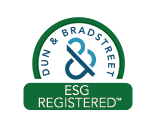 DUN & BRADSTREET
ESG
REGISTERED™